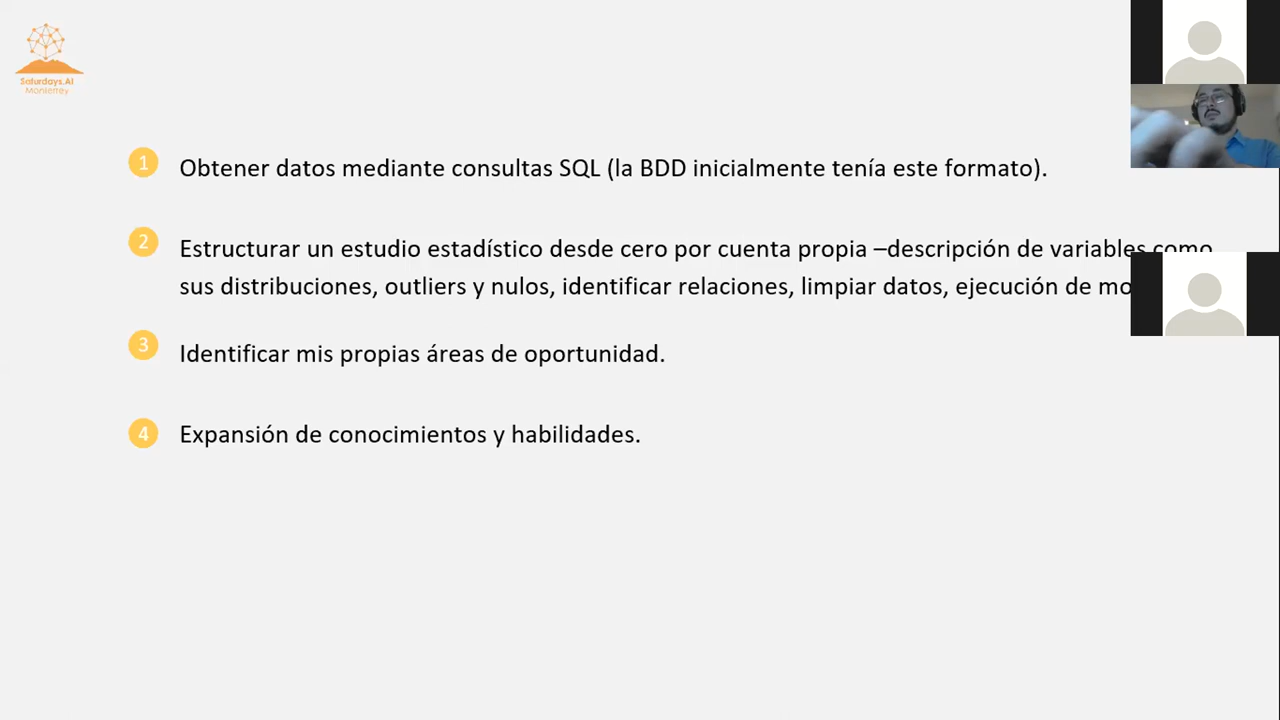 Saturdays.AI
Monterrey
1 Obtener datos mediante consultas SQL (la BDD inicialmente tenía este formato).
2 Estructurar un estudio estadístico desde cero por cuenta propia –descripción de variables como
sus distribuciones, outliers y nulos, identificar relaciones, limpiar datos, ejecución de
3 Identificar mis propias áreas de oportunidad.
4 Expansión de conocimientos y habilidades.